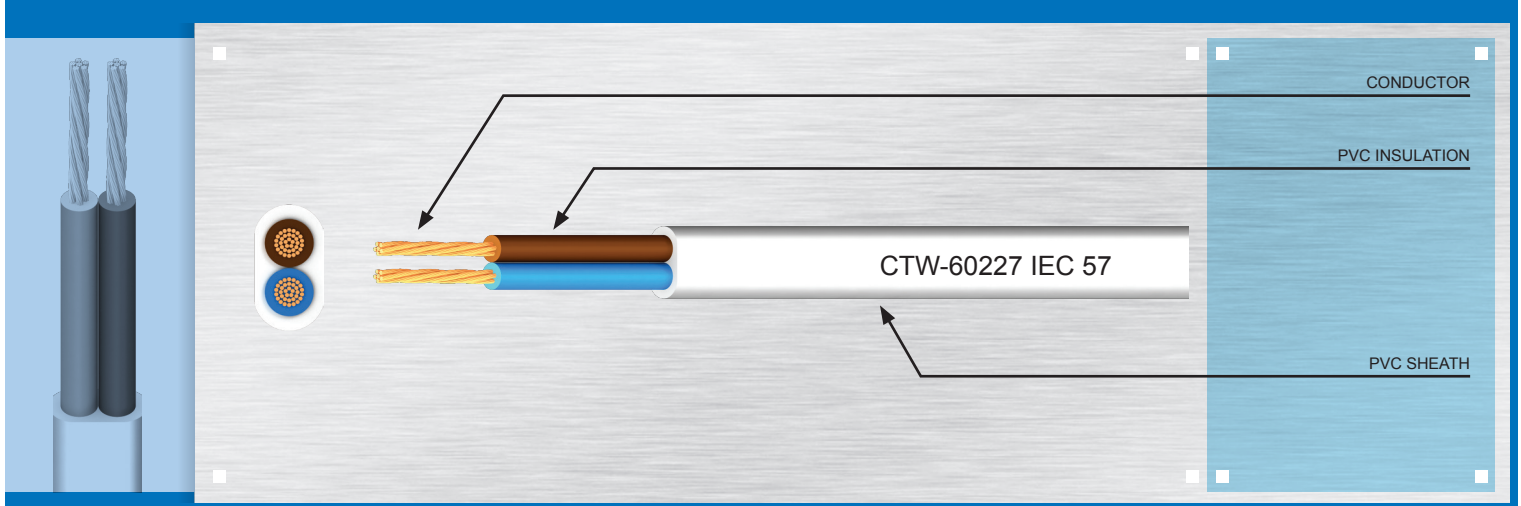 CONDUCTOR
PVC INSULATION
CTW-60227 IEC 57
PVC SHEATH